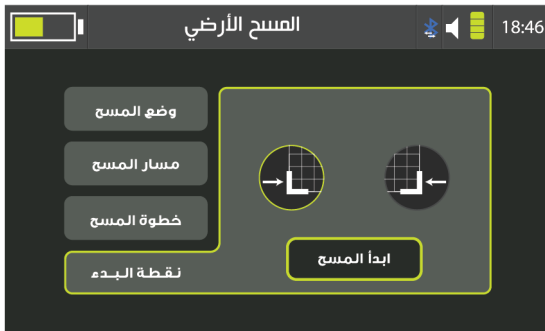 المسح الأرضي
18:46
وضع المسح
مسار المسح
خطوة المسح
نقطة البدء
ابدأ المسح